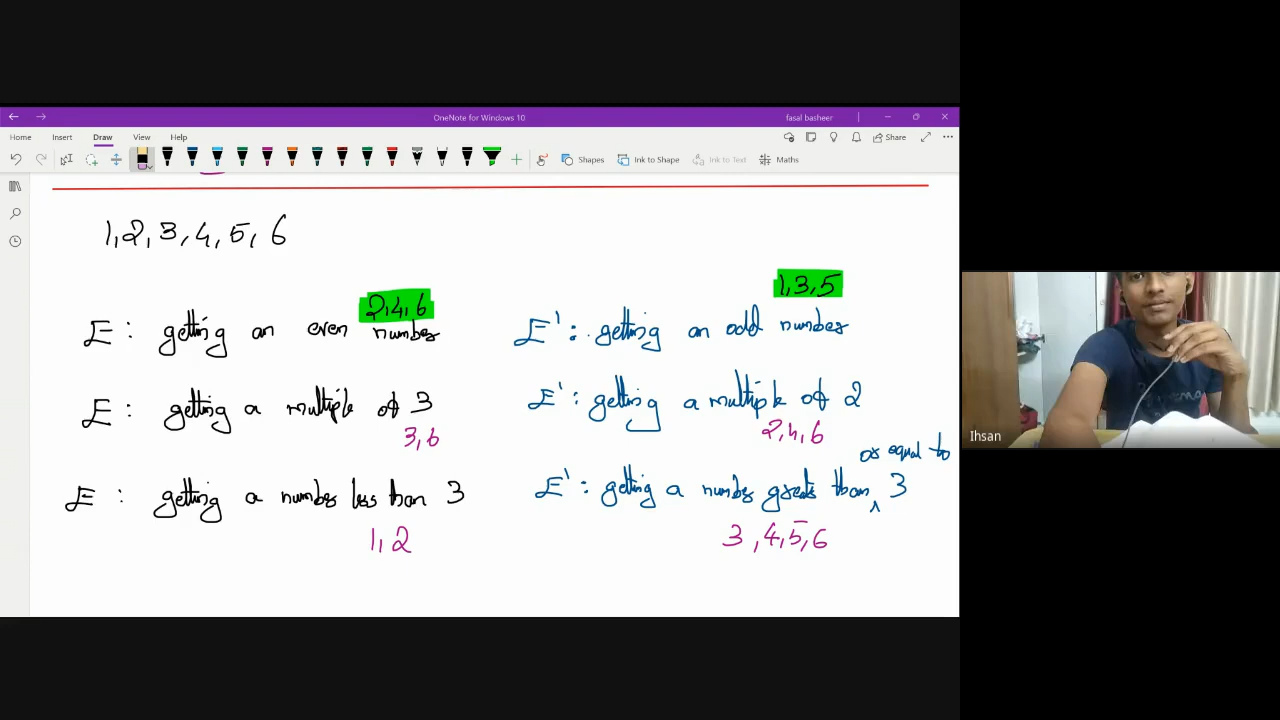 OneNote for Windows 10
fasal basheer
Home Insert Draw View Help
Share
Shapes Ink to Shape Ink to Text Maths
1, 2, 3, 4, 5, 6
2, 4, 6
E : getting an even number
1, 3, 5
E' : getting an odd number
E : getting a multiple of 3
3, 6
E' : getting a multiple of 2
2, 4, 6
or equal to
E : getting a number less than 3
1, 2
E' : getting a number greater than ^ 3
3, 4, 5, 6
Ihsan